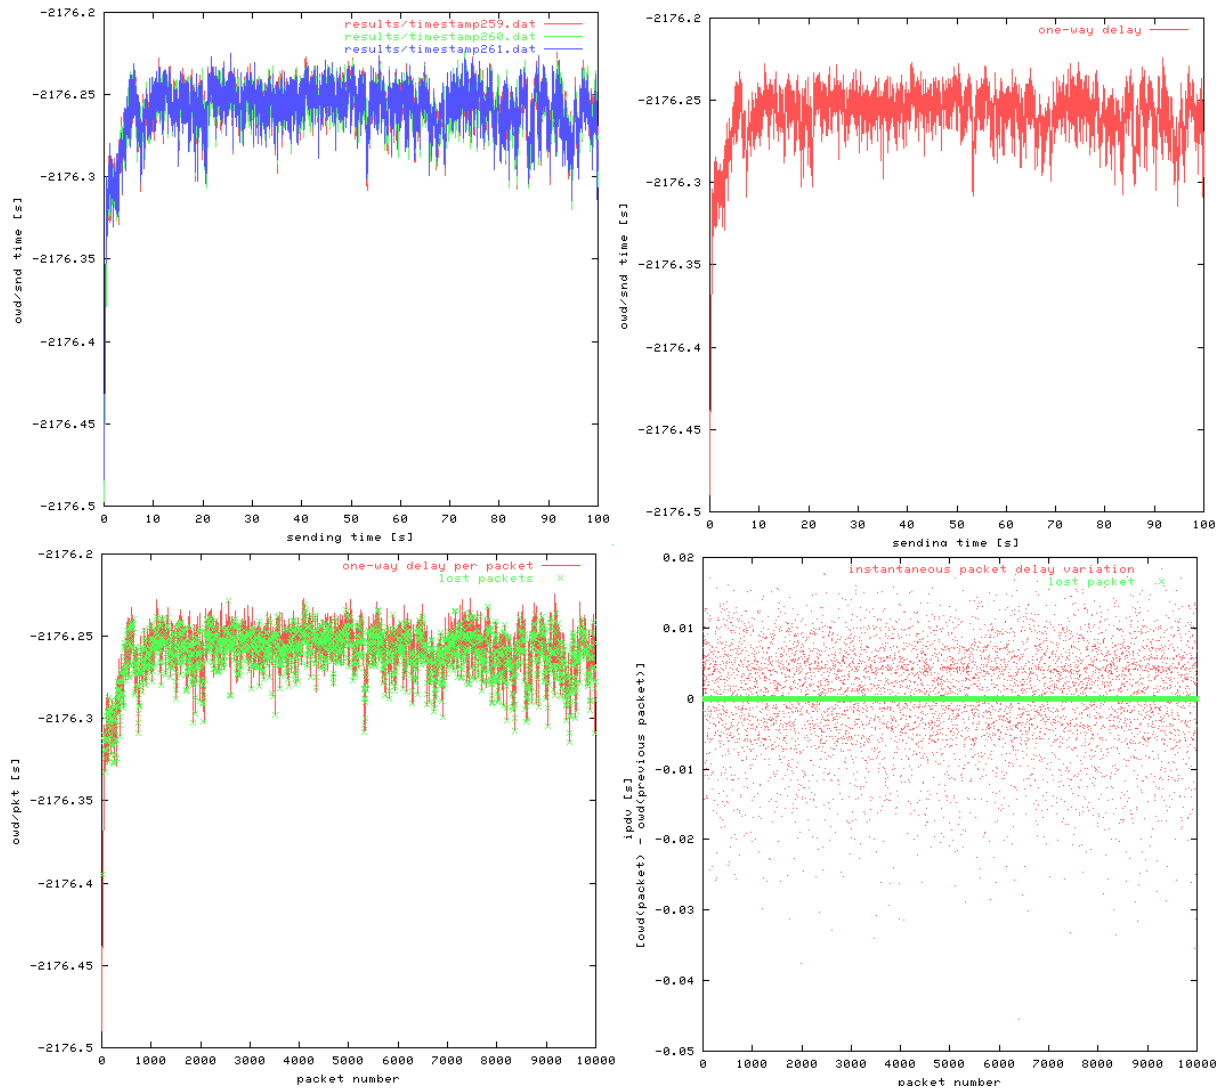 -2176.2
-2176.25
-2176.3
-2176.35
-2176.4
-2176.45
-2176.5
owd/snd time [s]
results/timestamp259.dat
results/timestamp260.dat
results/timestamp261.dat
0 10 20 30 40 50 60 70 80 90 100
sending time [s]
-2176.2
-2176.25
-2176.3
-2176.35
-2176.4
-2176.45
-2176.5
owd/snd time [s]
one-way delay
0 10 20 30 40 50 60 70 80 90 100
sending time [s]
-2176.2
-2176.25
-2176.3
-2176.35
-2176.4
-2176.45
-2176.5
owd/pkt [s]
one-way delay per packet
lost packets
0 1000 2000 3000 4000 5000 6000 7000 8000 9000 10000
packet number
0.02
0.01
0
-0.01
-0.02
-0.03
-0.04
-0.05
ipdv [s]
[owd(packet) - owd(previous packet)]
instantaneous packet delay variation
lost packet
0 1000 2000 3000 4000 5000 6000 7000 8000 9000 10000
packet number